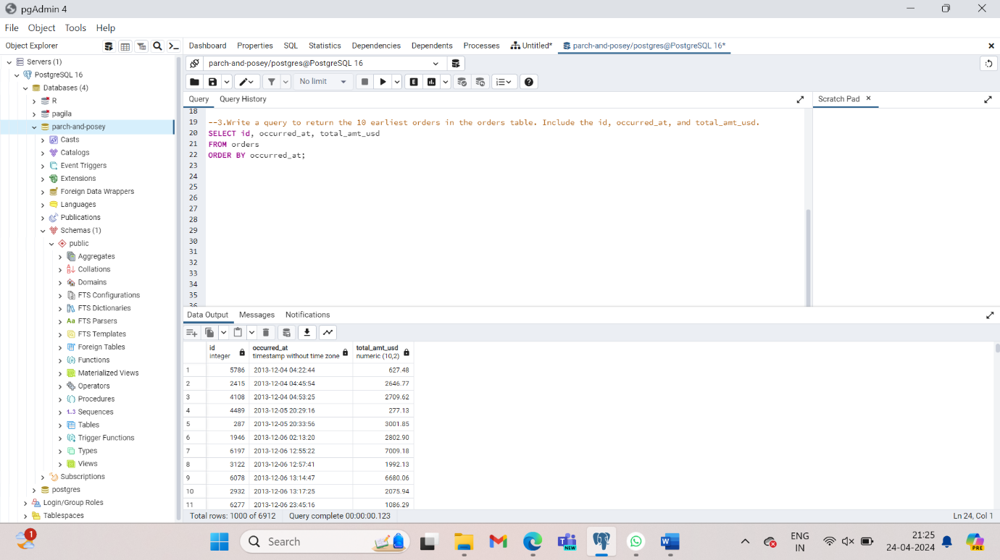 pgAdmin 4
File Object Tools Help
Object Explorer
Dashboard Properties SQL Statistics Dependencies Dependents Processes Untitled* parch-and-posey/postgres@PostgreSQL 16*
Servers (1)
PostgreSQL 16
Databases (4)
R
pagila
parch-and-posey
Casts
Catalogs
Event Triggers
Extensions
Foreign Data Wrappers
Languages
Publications
Schemas (1)
public
Aggregates
Collations
Domains
FTS Configurations
FTS Dictionaries
Aa FTS Parsers
FTS Templates
Foreign Tables
Functions
Materialized Views
Operators
Procedures
1..3 Sequences
Tables
Trigger Functions
Types
Views
Subscriptions
postgres
Login/Group Roles
Tablespaces
parch-and-posey/postgres@PostgreSQL 16
No limit
E
Query Query History
Scratch Pad
18
19 --3.Write a query to return the 10 earliest orders in the orders table. Include the id, occurred_at, and total_amt_usd.
20 SELECT id, occurred_at, total_amt_usd
21 FROM orders
22 ORDER BY occurred_at;
23
24
25
26
27
28
29
30
31
32
33
34
35
36
Data Output Messages Notifications
id occurred_at total_amt_usd
integer timestamp without time zone numeric (10,2)
1 5786 2013-12-04 04:22:44 627.48
2 2415 2013-12-04 04:45:54 2646.77
3 4108 2013-12-04 04:53:25 2709.62
4 4489 2013-12-05 20:29:16 277.13
5 287 2013-12-05 20:33:56 3001.85
6 1946 2013-12-06 02:13:20 2802.90
7 6197 2013-12-06 12:55:22 7009.18
8 3122 2013-12-06 12:57:41 1992.13
9 6078 2013-12-06 13:14:47 6680.06
10 2932 2013-12-06 13:17:25 2075.94
11 6277 2013-12-06 23:45:16 1086.29
Total rows: 1000 of 6912 Query complete 00:00:00.123 Ln 24, Col 1
1
Search
NEW
W
ENG
IN
21:25
24-04-2024
PRE